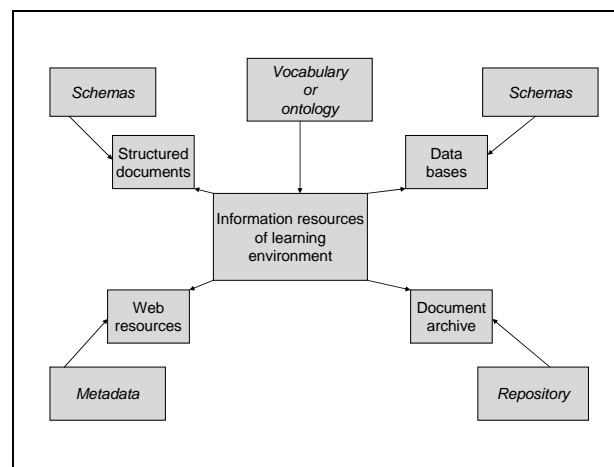 Schemas
Vocabulary
or
ontology
Schemas
Structured
documents
Data
bases
Information resources
of learning
environment
Web
resources
Document
archive
Metadata
Repository